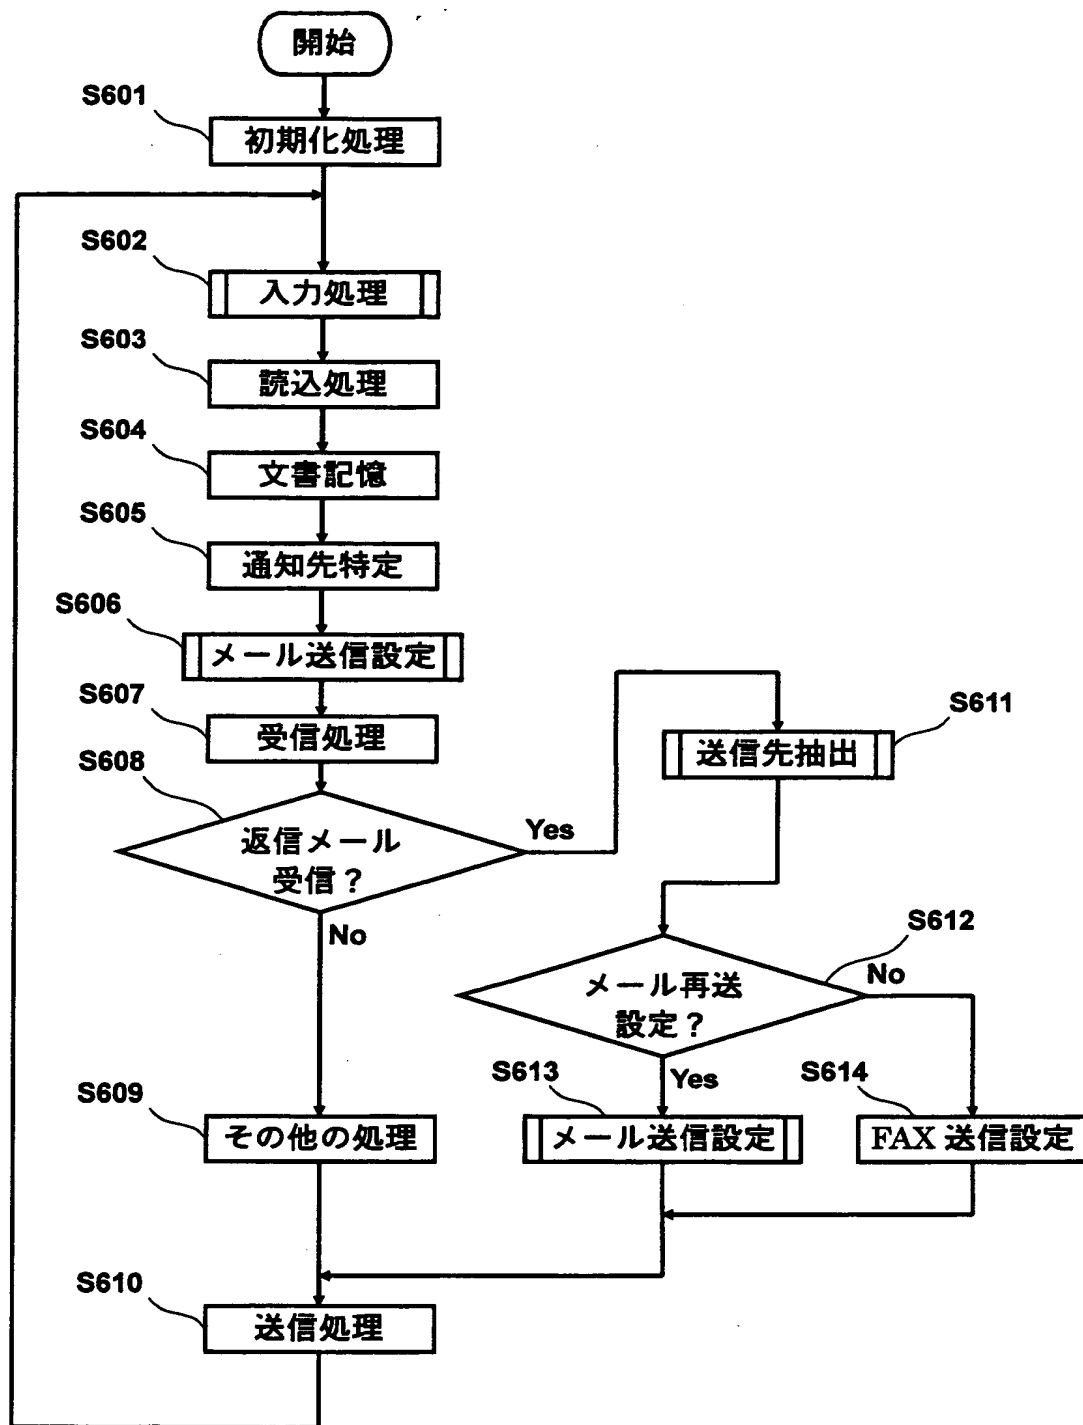 開始
S601
初期化処理
S602
入力処理
S603
読込処理
S604
文書記憶
S605
通知先特定
S606
メール送信設定
S607
受信処理
S611
送信先抽出
S608
返信メール
受信？
Yes
No
S612
メール再送
設定？
No
Yes
S609
その他の処理
S613
メール送信設定
S614
FAX 送信設定
S610
送信処理